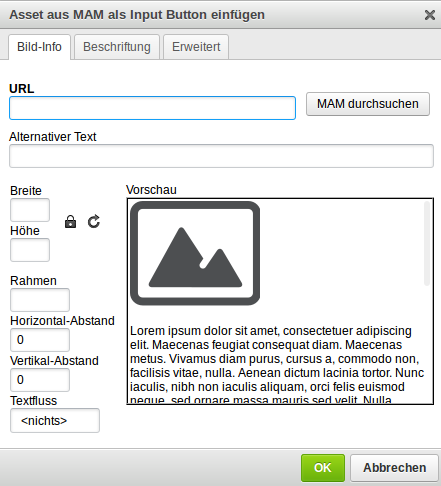 Asset aus MAM als Input Button einfügen
Bild-Info
Beschriftung
Erweitert
URL
MAM durchsuchen
Alternativer Text
Breite
Höhe
Rahmen
Horizontal-Abstand
0
Vertikal-Abstand
0
Textfluss
<nichts>
Vorschau
Lorem ipsum dolor sit amet, consectetuer adipiscing
elit. Maecenas feugiat consequat diam. Maecenas
metus. Vivamus diam purus, cursus a, commodo non,
facilisis vitae, nulla. Aenean dictum lacinia tortor. Nunc
iaculis, nibh non iaculis aliquam, orci felis euismod
neque, sed ornare massa mauris sed velit. Nulla
OK
Abbrechen